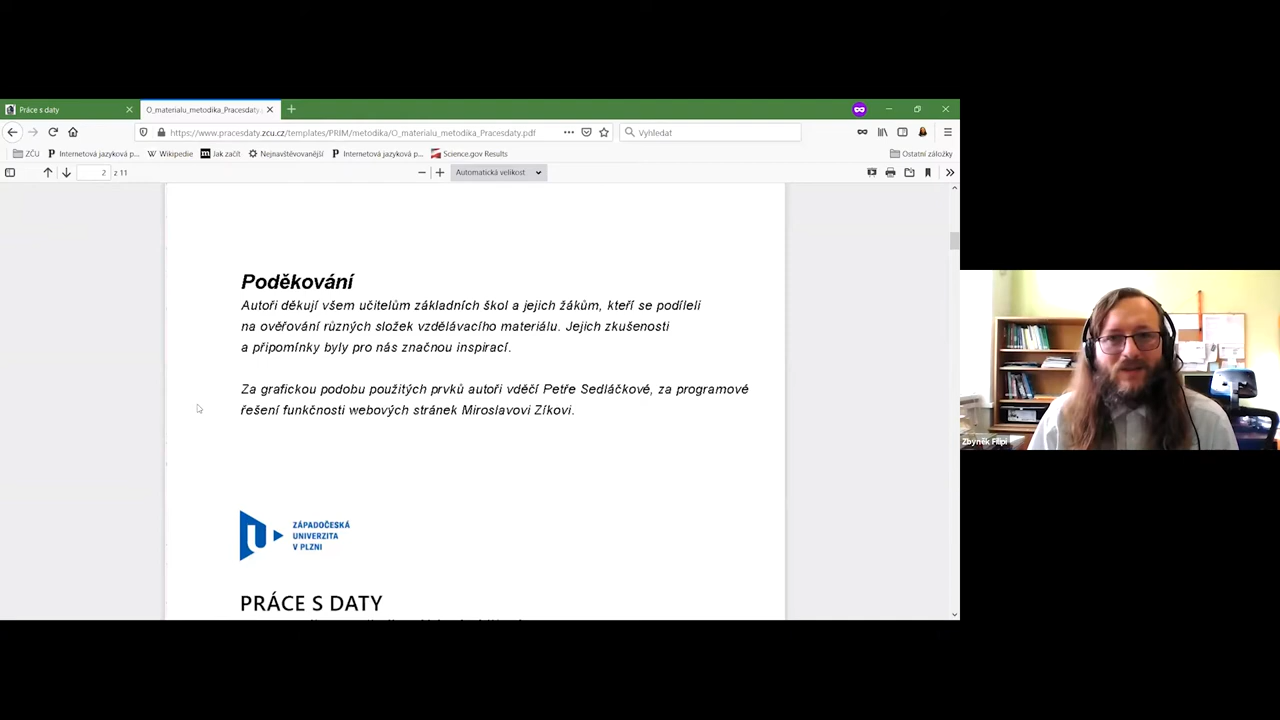 Práce s daty
O_materialu_metodika_Pracesdaty.
https://www.pracesdaty.zcu.cz/templates/PRIM/metodika/O_materialu_metodika_Pracesdaty.pdf
Vyhledat
ZČU
Internetová jazyková p...
Wikipedie
Jak začít
Nejnavštěvovanější
Internetová jazyková p...
Science.gov Results
Ostatní záložky
2
z 11
Automatická velikost
Poděkování
Autoři děkují všem učitelům základních škol a jejich žákům, kteří se podíleli
na ověřování různých složek vzdělávacího materiálu. Jejich zkušenosti
a připomínky byly pro nás značnou inspirací.
Za grafickou podobu použitých prvků autoři vděčí Petře Sedláčkové, za programové
řešení funkčnosti webových stránek Miroslavovi Zíkovi.
ZÁPADOČESKÁ
UNIVERZITA
V PLZNI
PRÁCE S DATY
Zbyněk Filipi